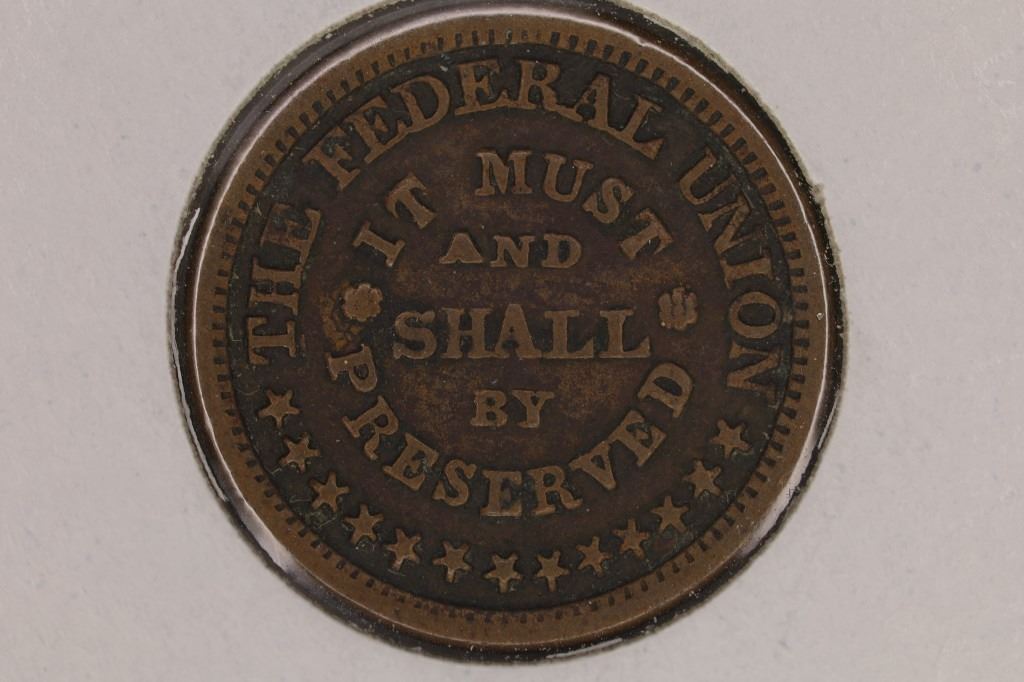 THE FEDERAL UNION
IT MUST
AND
SHALL
BY
PRESERVED